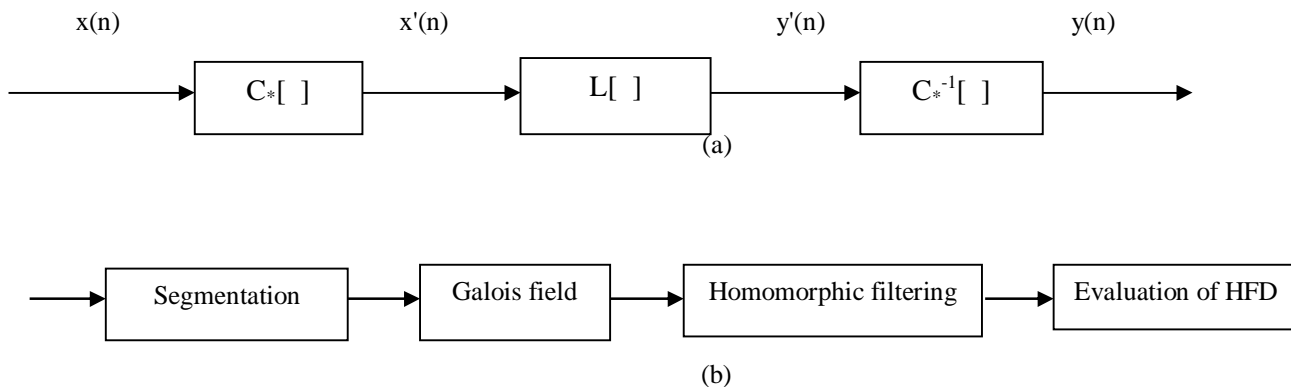 x(n) x'(n) y'(n) y(n)
C*[ ] L[ ] C*⁻¹[ ]
(a)
Segmentation Galois field Homomorphic filtering Evaluation of HFD
(b)